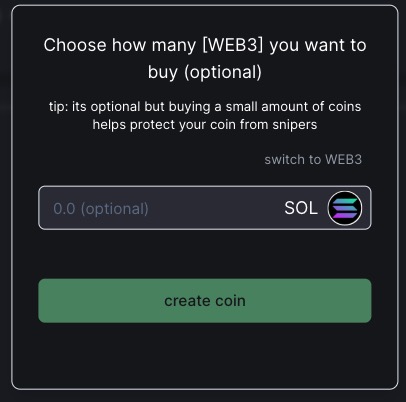 Choose how many [WEB3] you want to
buy (optional)
tip: its optional but buying a small amount of coins
helps protect your coin from snipers
switch to WEB3
0.0 (optional) SOL
create coin